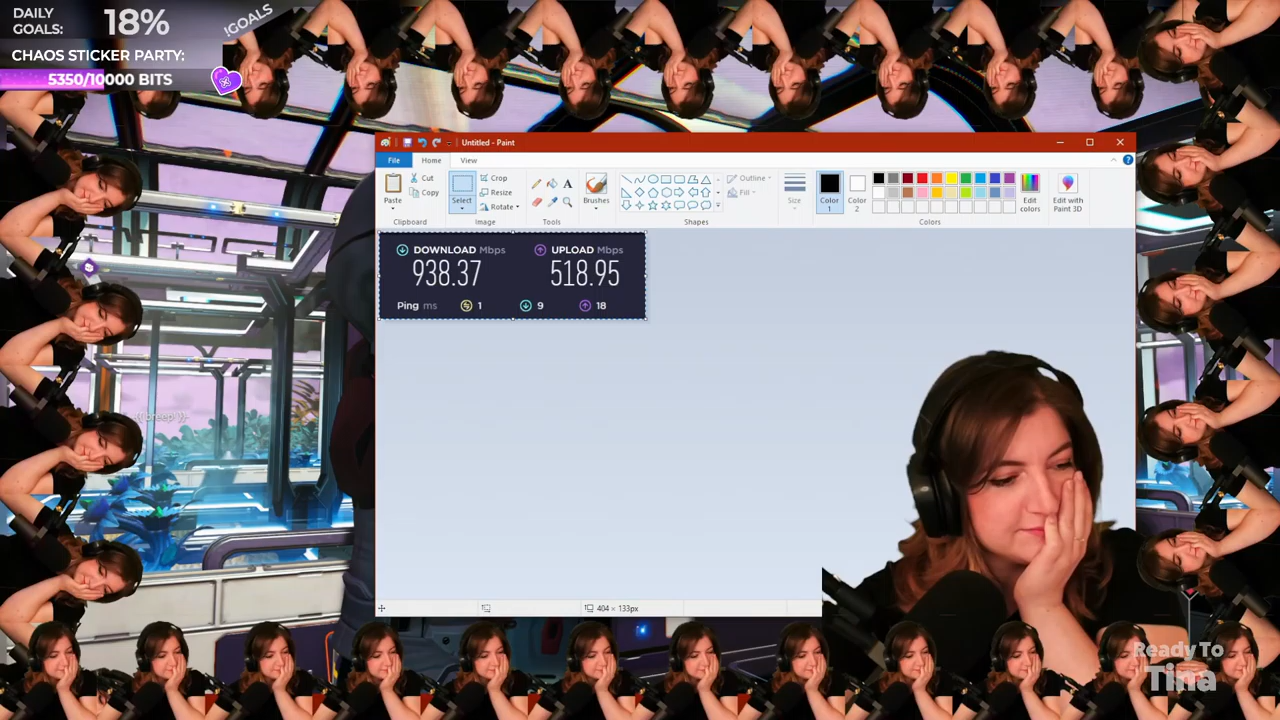 DAILY
GOALS:
18%
!GOALS
CHAOS STICKER PARTY:
5350/10000 BITS
Untitled - Paint
File
Home
View
Paste
Cut
Copy
Clipboard
Select
Crop
Resize
Rotate
Image
A
Tools
Brushes
Outline
Fill
Shapes
Size
Color
1
Color
2
Edit
colors
Edit with
Paint 3D
Colors
DOWNLOAD Mbps
938.37
UPLOAD Mbps
518.95
Ping ms
1
9
18
404 × 133px
ReadyTo
Tina